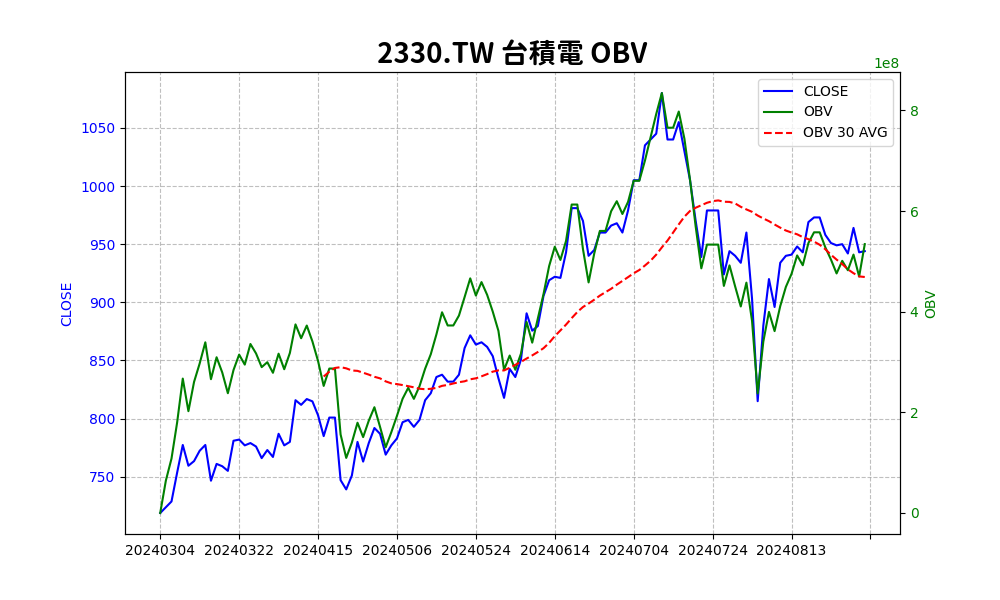 2330.TW 台積電 OBV
1e8
CLOSE
OBV
OBV 30 AVG
1050
1000
950
900
850
800
750
CLOSE
8
6
4
2
0
OBV
20240304 20240322 20240415 20240506 20240524 20240614 20240704 20240724 20240813